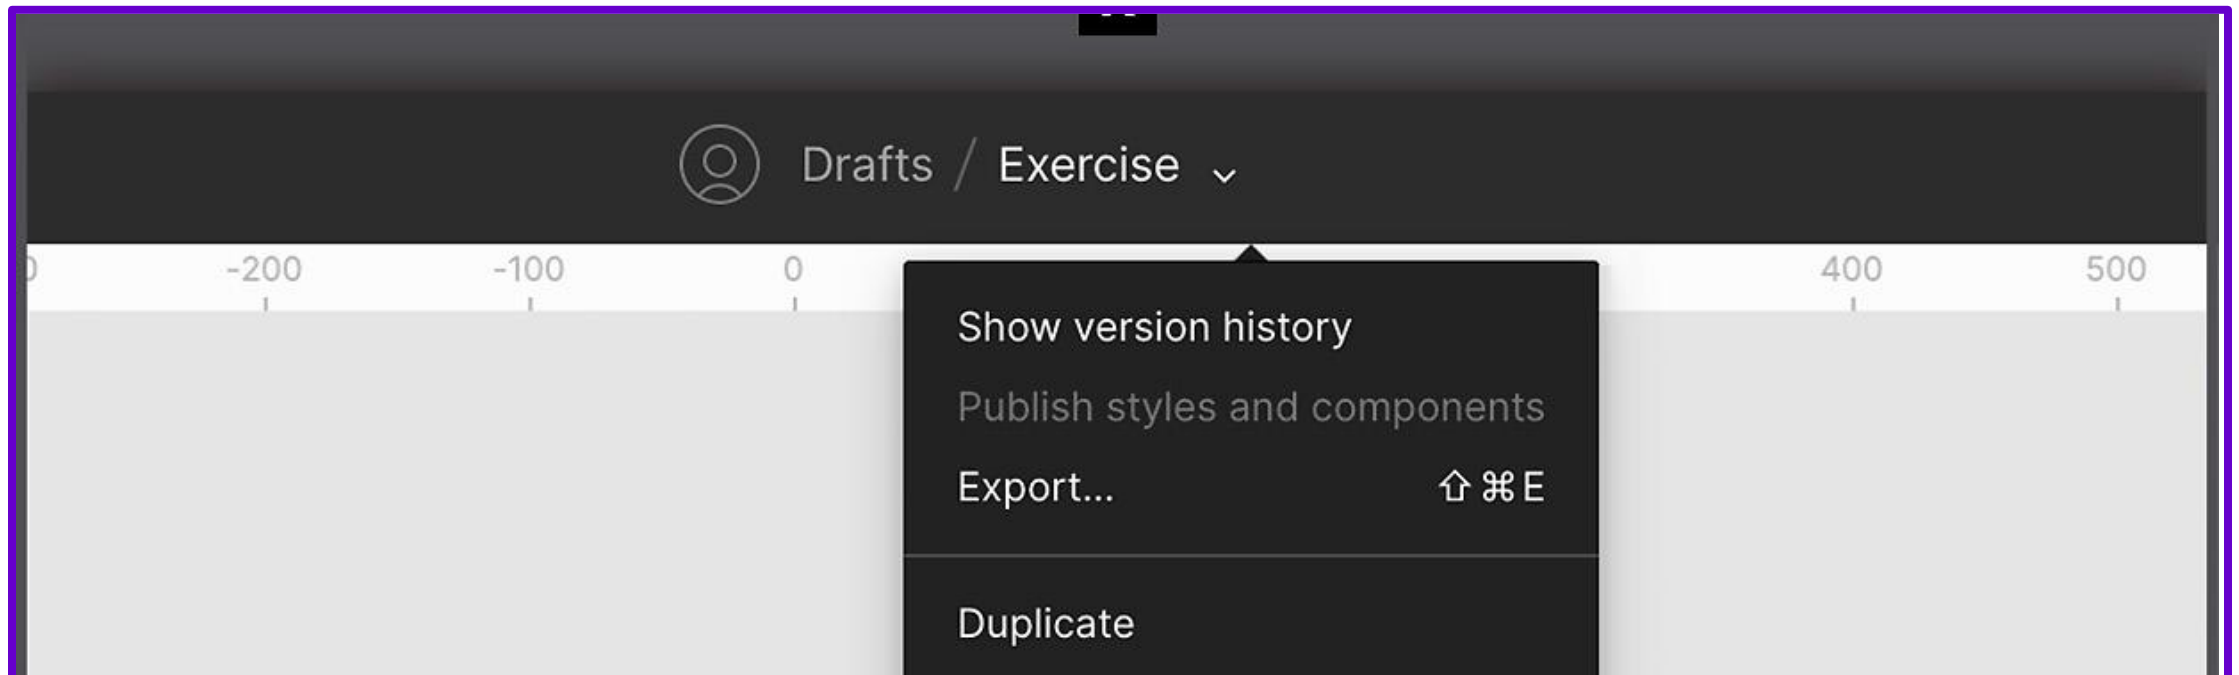 Drafts / Exercise
-200 -100 0 400 500
Show version history
Publish styles and components
Export... ⇧⌘E
Duplicate